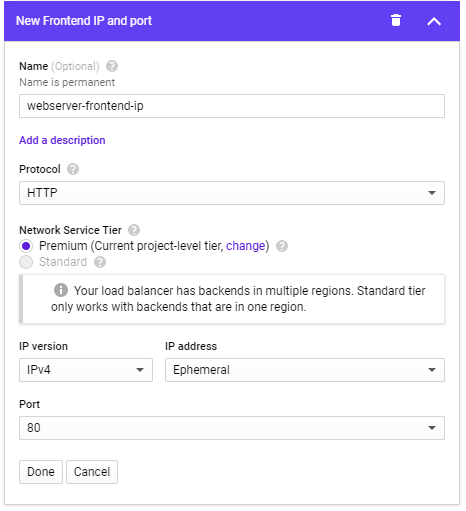 New Frontend IP and port
Name (Optional)
Name is permanent
webserver-frontend-ip
Add a description
Protocol
HTTP
Network Service Tier
Premium (Current project-level tier, change)
Standard
Your load balancer has backends in multiple regions. Standard tier
only works with backends that are in one region.
IP version IP address
IPv4 Ephemeral
Port
80
Done Cancel